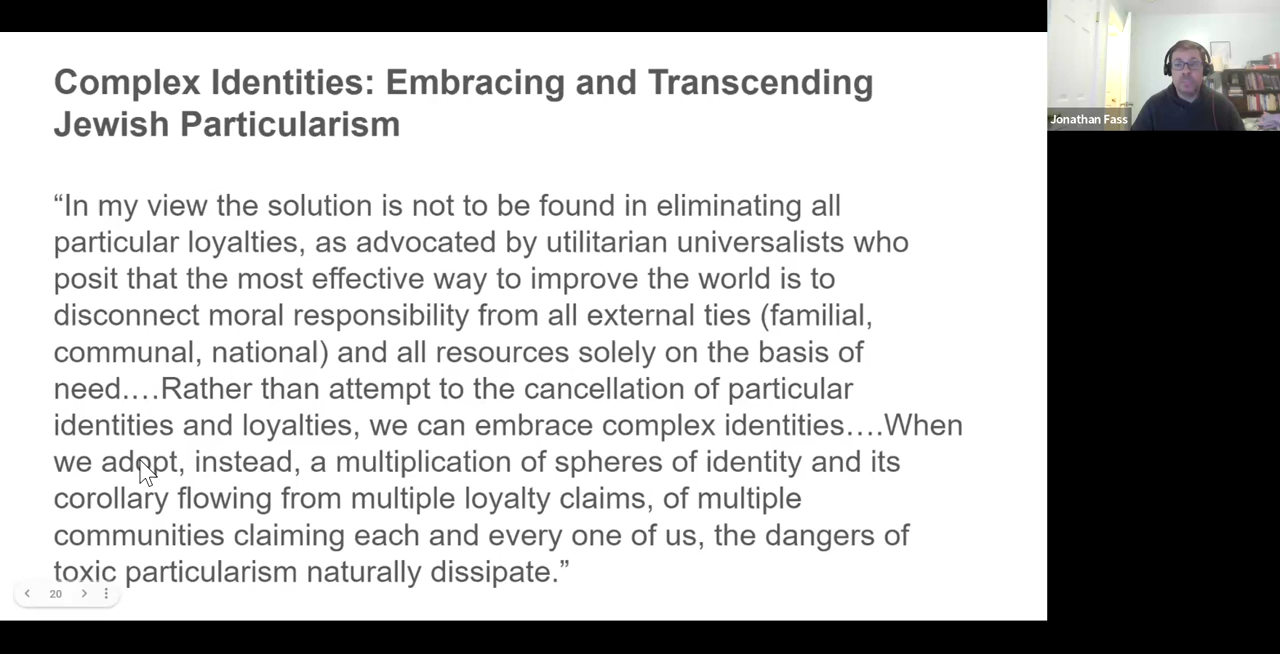 Complex Identities: Embracing and Transcending
Jewish Particularism
“In my view the solution is not to be found in eliminating all
particular loyalties, as advocated by utilitarian universalists who
posit that the most effective way to improve the world is to
disconnect moral responsibility from all external ties (familial,
communal, national) and all resources solely on the basis of
need….Rather than attempt to the cancellation of particular
identities and loyalties, we can embrace complex identities….When
we adopt, instead, a multiplication of spheres of identity and its
corollary flowing from multiple loyalty claims, of multiple
communities claiming each and every one of us, the dangers of
toxic particularism naturally dissipate.”
20
Jonathan Fass